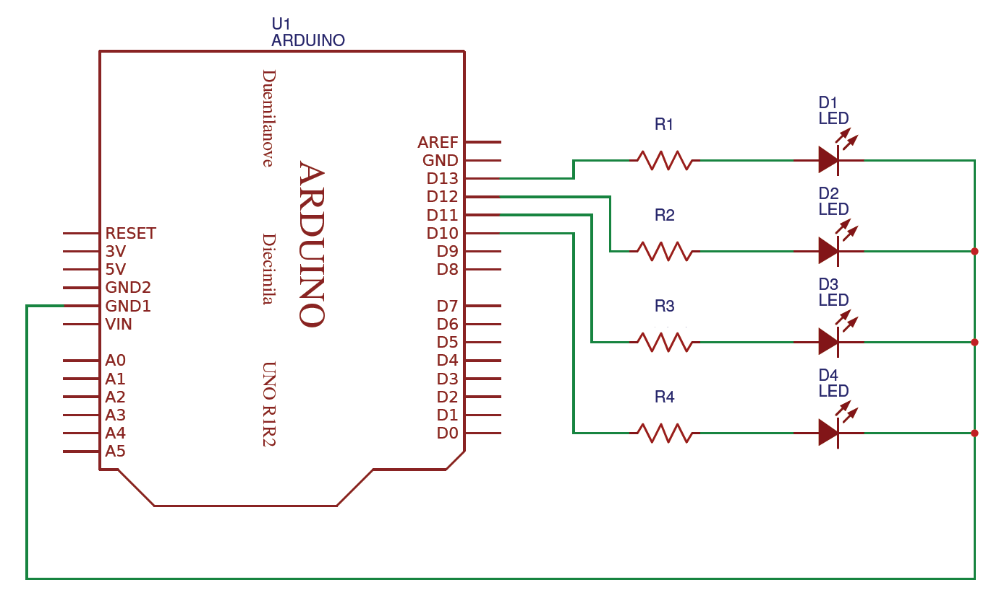 U1
ARDUINO
Duemilanove
Diecimila
UNO R1R2
ARDUINO
RESET
3V
5V
GND2
GND1
VIN
A0
A1
A2
A3
A4
A5
AREF
GND
D13
D12
D11
D10
D9
D8
D7
D6
D5
D4
D3
D2
D1
D0
R1
D1
LED
R2
D2
LED
R3
D3
LED
R4
D4
LED